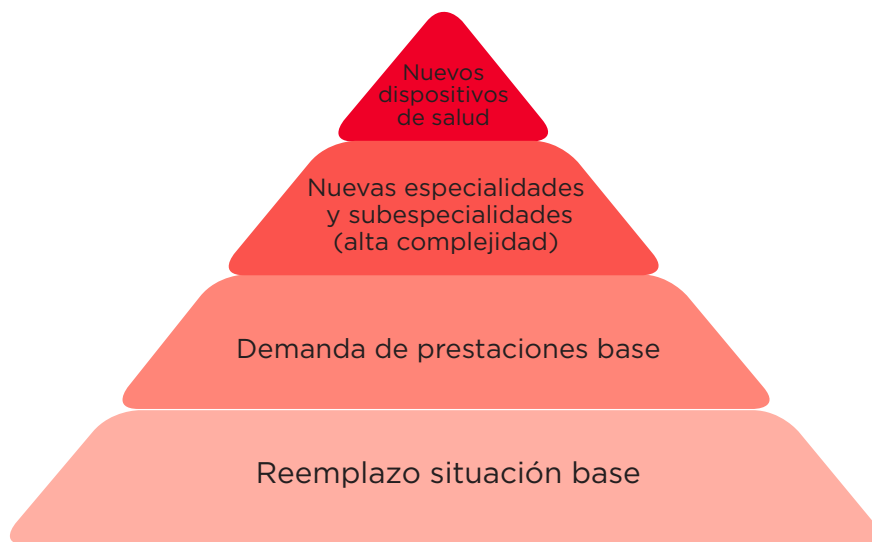 Nuevos
dispositivos
de salud
Nuevas especialidades
y subespecialidades
(alta complejidad)
Demanda de prestaciones base
Reemplazo situación base